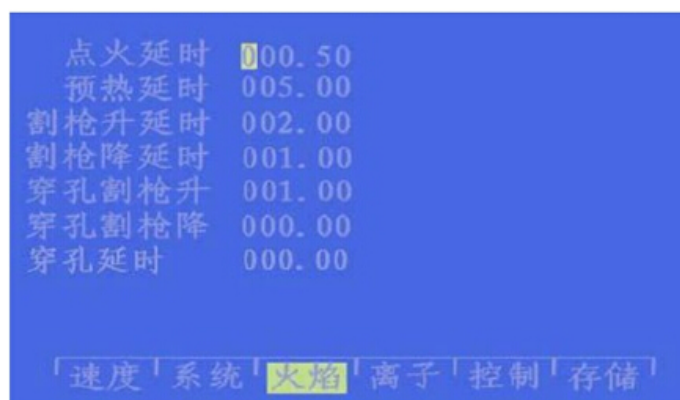 点火延时 000.50
预热延时 005.00
割枪升延时 002.00
割枪降延时 001.00
穿孔割枪升 001.00
穿孔割枪降 000.00
穿孔延时 000.00
速度 系统 火焰 离子 控制 存储